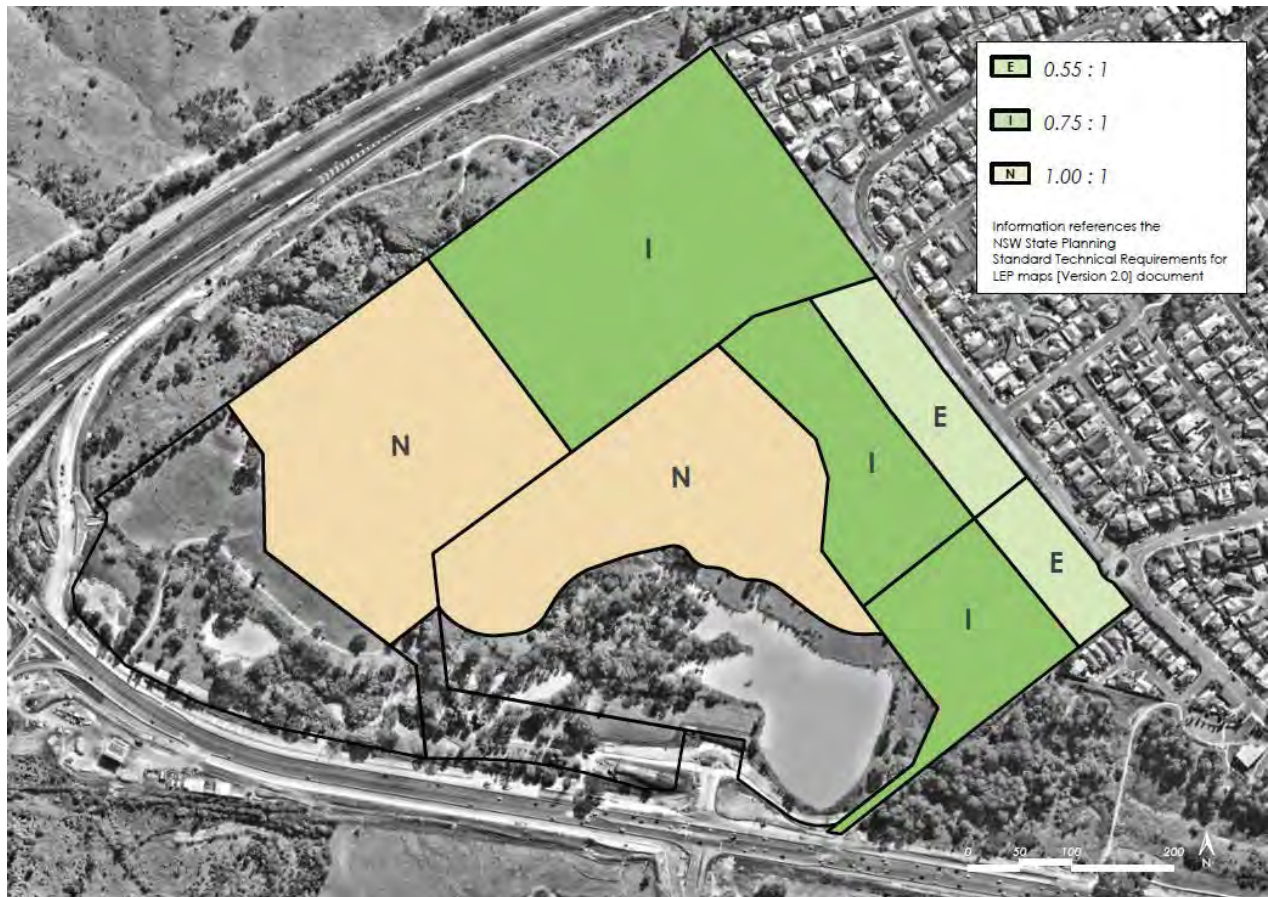 E 0.55 : 1
I 0.75 : 1
N 1.00 : 1
Information references the
NSW State Planning
Standard Technical Requirements for
LEP maps [Version 2.0] document
I
N
E
I
N
E
I
0 50 100 200
N